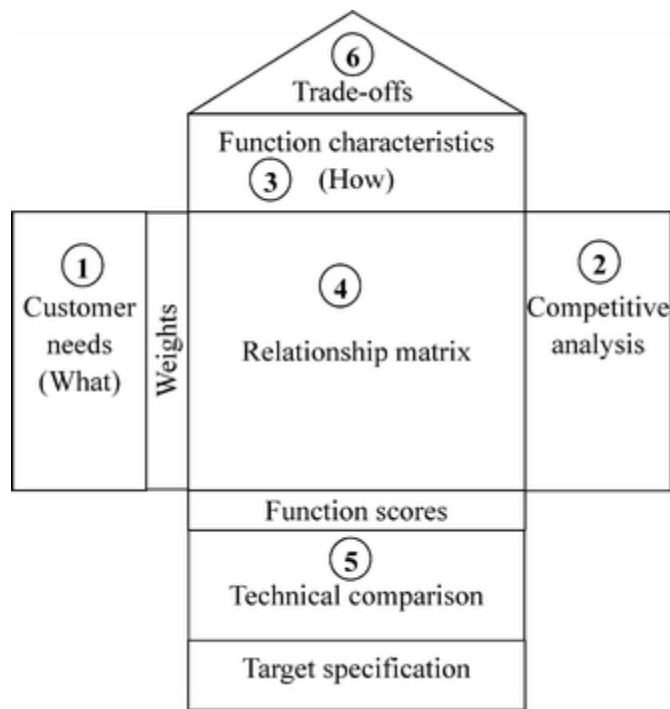 6
Trade-offs
Function characteristics
3 (How)
1
Customer
needs
(What)
Weights
4
Relationship matrix
2
Competitive
analysis
Function scores
5
Technical comparison
Target specification